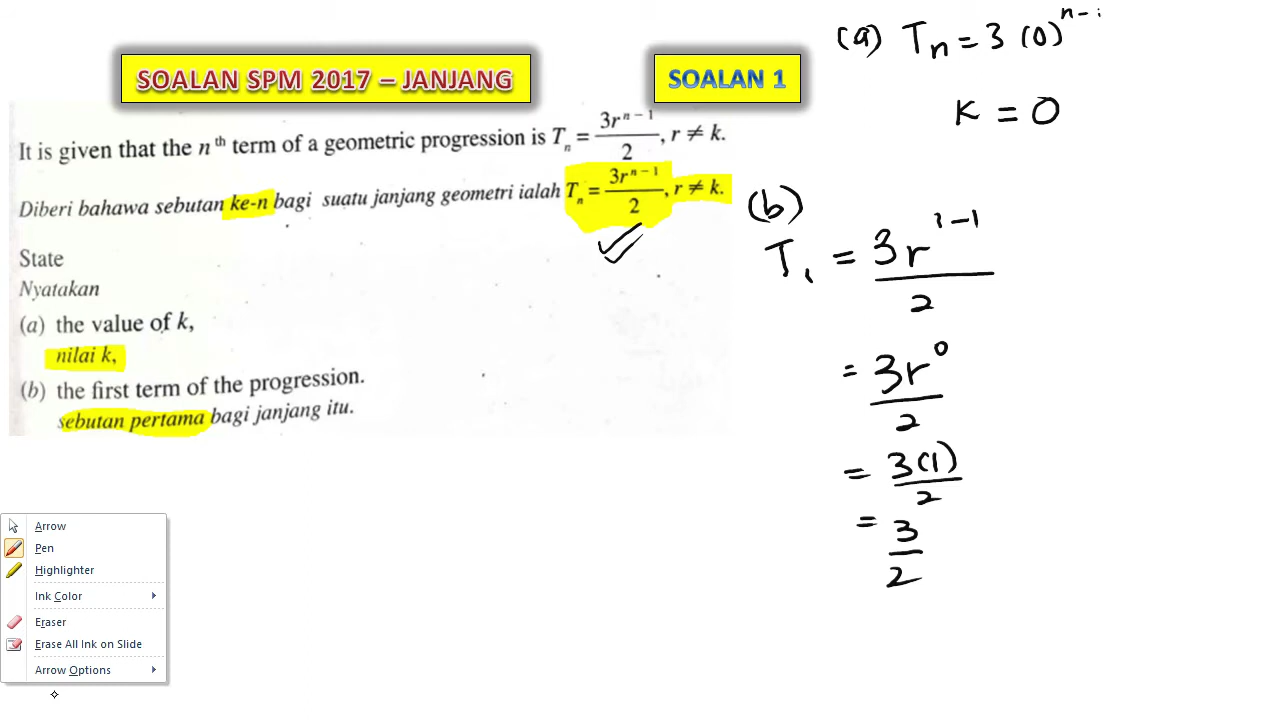 SOALAN SPM 2017 – JANJANG
SOALAN 1
It is given that the n th term of a geometric progression is Tn = 3r^(n – 1)/2, r ≠ k.
Diberi bahawa sebutan ke-n bagi suatu janjang geometri ialah Tn = 3r^(n – 1)/2, r ≠ k.
State
Nyatakan
(a) the value of k,
nilai k,
(b) the first term of the progression.
sebutan pertama bagi janjang itu.
(a) Tn = 3 (0)^n-
K = 0
(b)
T1 = 3r^(1-1)/2
= 3r^0/2
= 3(1)/2
= 3/2
Arrow
Pen
Highlighter
Ink Color
Eraser
Erase All Ink on Slide
Arrow Options